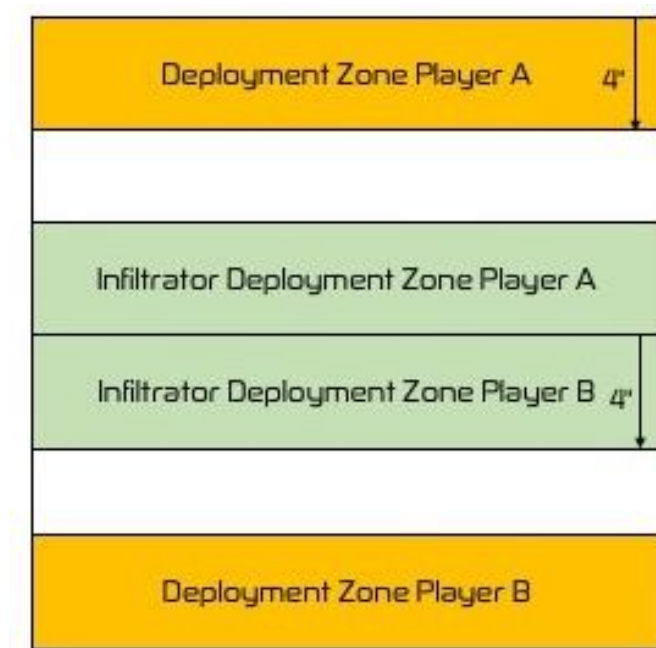 Deployment Zone Player A 4"
Infiltrator Deployment Zone Player A
Infiltrator Deployment Zone Player B 4"
Deployment Zone Player B